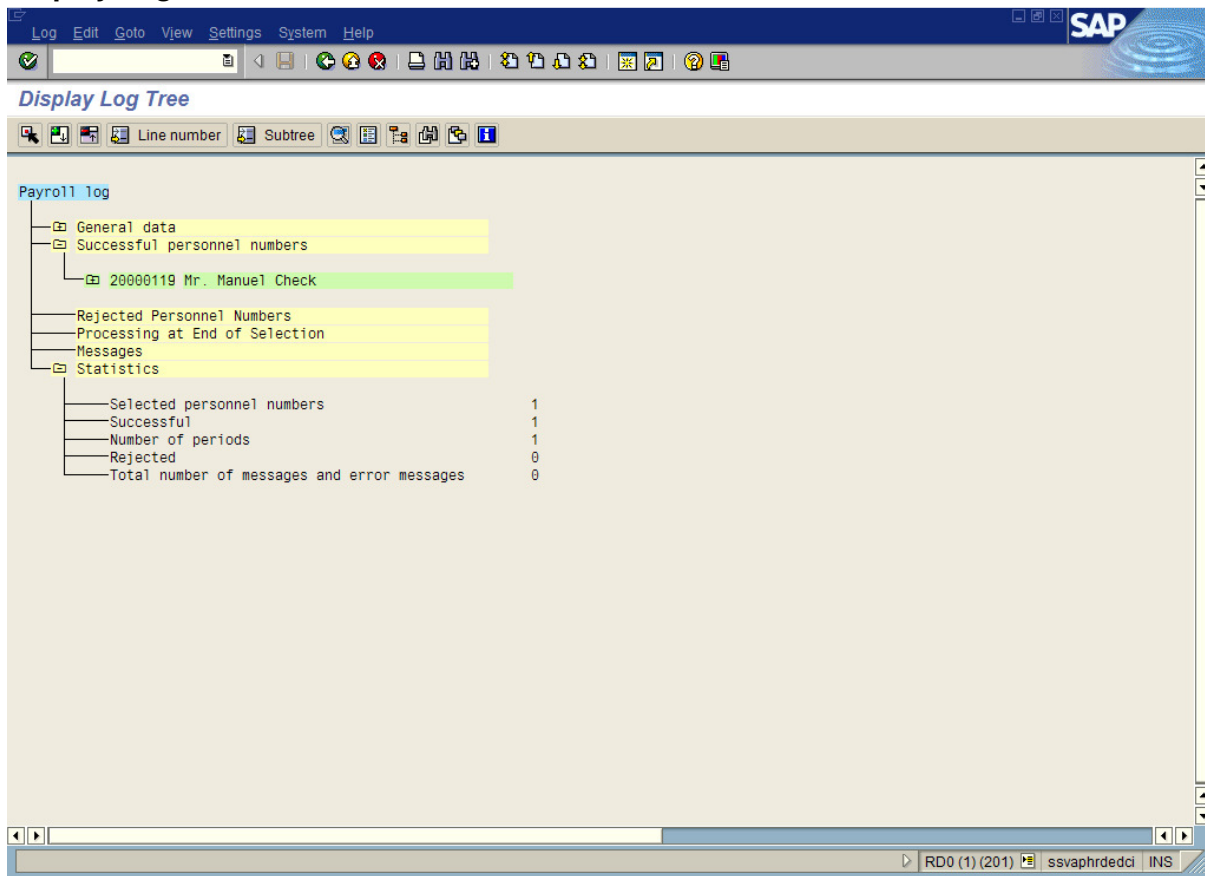 Log Edit Goto View Settings System Help
SAP
Display Log Tree
Line number Subtree
Payroll log
General data
Successful personnel numbers
20000119 Mr. Manuel Check
Rejected Personnel Numbers
Processing at End of Selection
Messages
Statistics
Selected personnel numbers 1
Successful 1
Number of periods 1
Rejected 0
Total number of messages and error messages 0
RD0 (1) (201) ssvaphrdedci INS